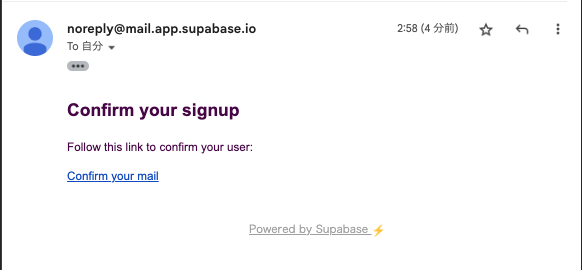 noreply@mail.app.supabase.io
2:58 (4 分前)
To 自分
Confirm your signup
Follow this link to confirm your user:
Confirm your mail
Powered by Supabase ⚡